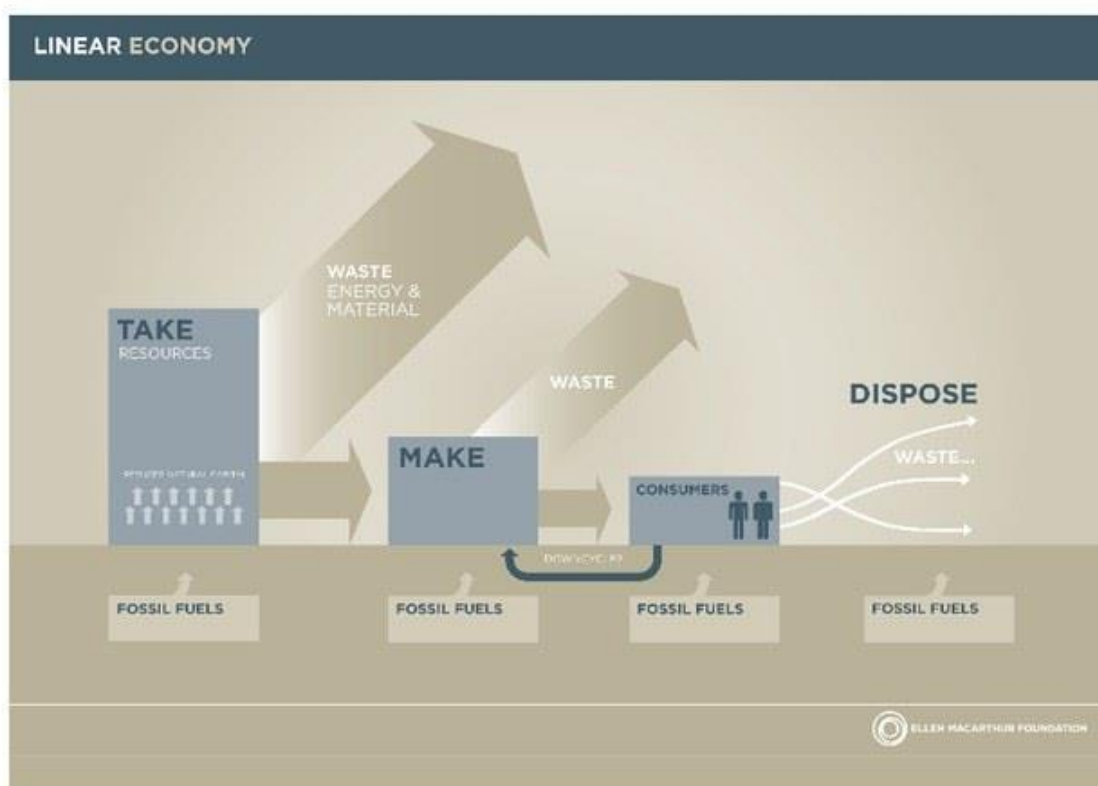 LINEAR ECONOMY
WASTE
ENERGY &
MATERIAL
TAKE
RESOURCES
WASTE
DISPOSE
MAKE
WASTE...
CONSUMERS
FOSSIL FUELS
FOSSIL FUELS
FOSSIL FUELS
FOSSIL FUELS
ELLEN MACARTHUR FOUNDATION